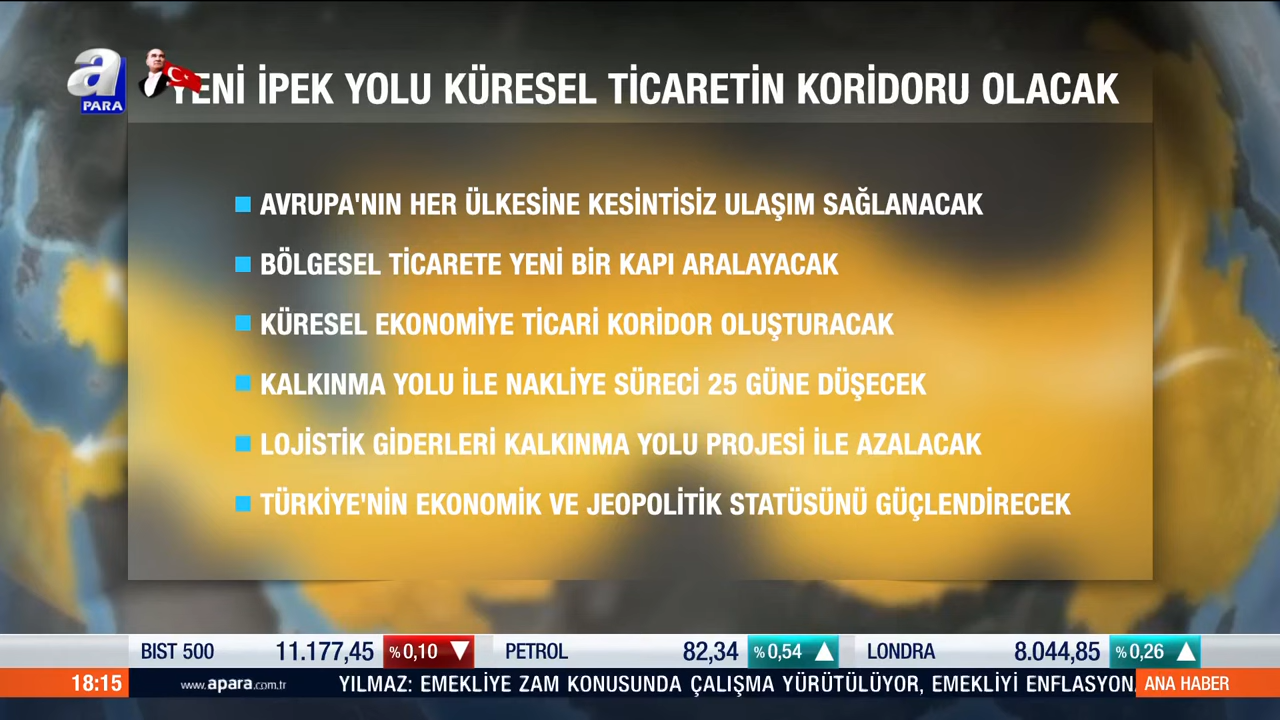 a
PARA
YENİ İPEK YOLU KÜRESEL TİCARETİN KORİDORU OLACAK
AVRUPA'NIN HER ÜLKESİNE KESİNTİSİZ ULAŞIM SAĞLANACAK
BÖLGESEL TİCARETE YENİ BİR KAPI ARALAYACAK
KÜRESEL EKONOMİYE TİCARİ KORİDOR OLUŞTURACAK
KALKINMA YOLU İLE NAKLİYE SÜRECİ 25 GÜNE DÜŞECEK
LOJİSTİK GİDERLERİ KALKINMA YOLU PROJESİ İLE AZALACAK
TÜRKİYE'NİN EKONOMİK VE JEOPOLİTİK STATÜSÜNÜ GÜÇLENDİRECEK
BIST 500 11.177,45 %0,10 ▼ PETROL 82,34 %0,54 ▲ LONDRA 8.044,85 %0,26 ▲
18:15 www.apara.com.tr YILMAZ: EMEKLİYE ZAM KONUSUNDA ÇALIŞMA YÜRÜTÜLÜYOR, EMEKLİYİ ENFLASYON ANA HABER